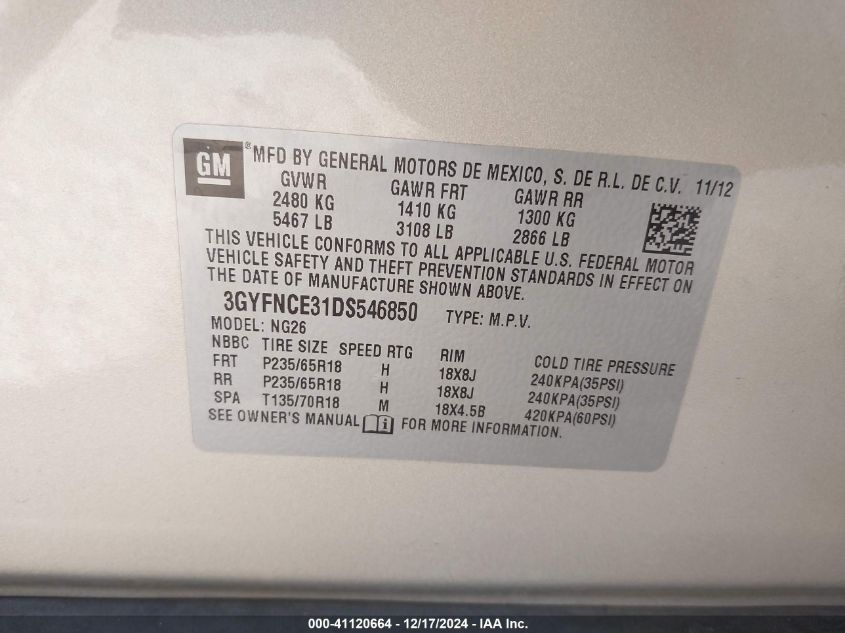 GM® MFD BY GENERAL MOTORS DE MEXICO, S. DE R.L. DE C.V. 11/12
GVWR GAWR FRT GAWR RR
2480 KG 1410 KG 1300 KG
5467 LB 3108 LB 2866 LB
THIS VEHICLE CONFORMS TO ALL APPLICABLE U.S. FEDERAL MOTOR
VEHICLE SAFETY AND THEFT PREVENTION STANDARDS IN EFFECT ON
THE DATE OF MANUFACTURE SHOWN ABOVE.
3GYFNCE31DS546850 TYPE: M.P.V.
MODEL: NG26
NBBC TIRE SIZE SPEED RTG RIM COLD TIRE PRESSURE
FRT P235/65R18 H 18X8J 240KPA(35PSI)
RR P235/65R18 H 18X8J 240KPA(35PSI)
SPA T135/70R18 M 18X4.5B 420KPA(60PSI)
SEE OWNER'S MANUAL i FOR MORE INFORMATION.
000-41120664 - 12/17/2024 - IAA Inc.